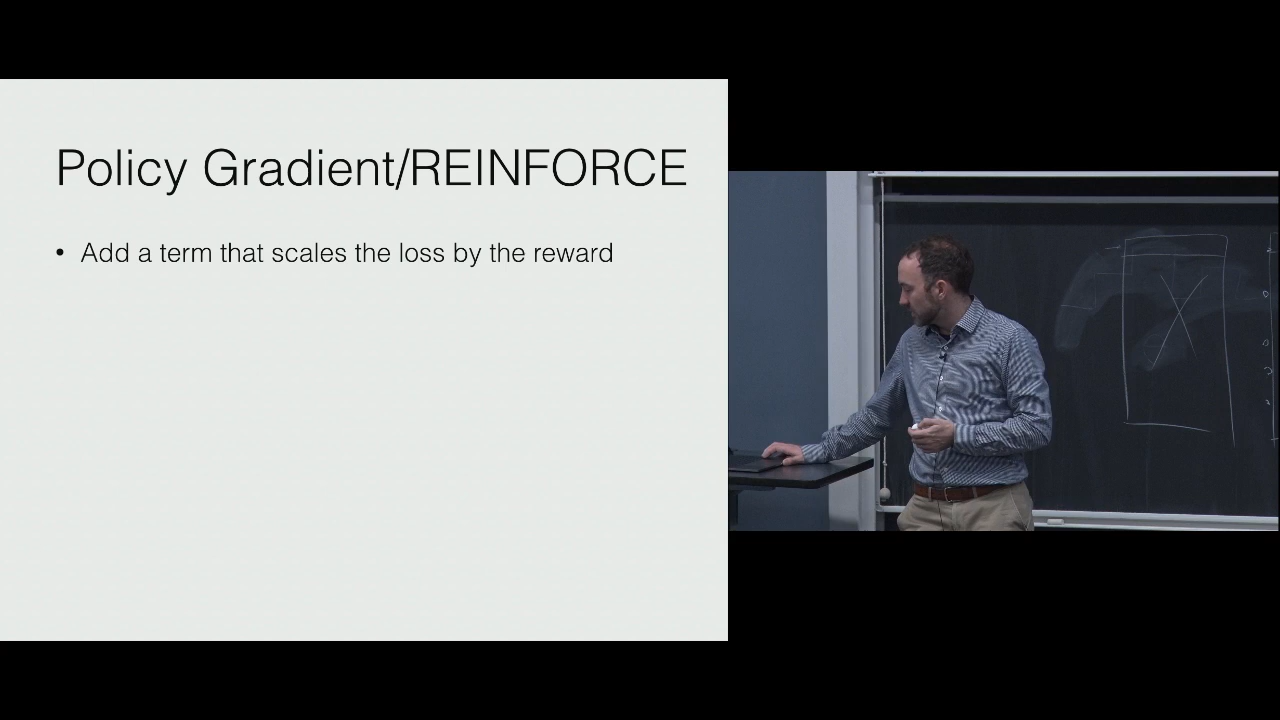 Policy Gradient/REINFORCE
• Add a term that scales the loss by the reward